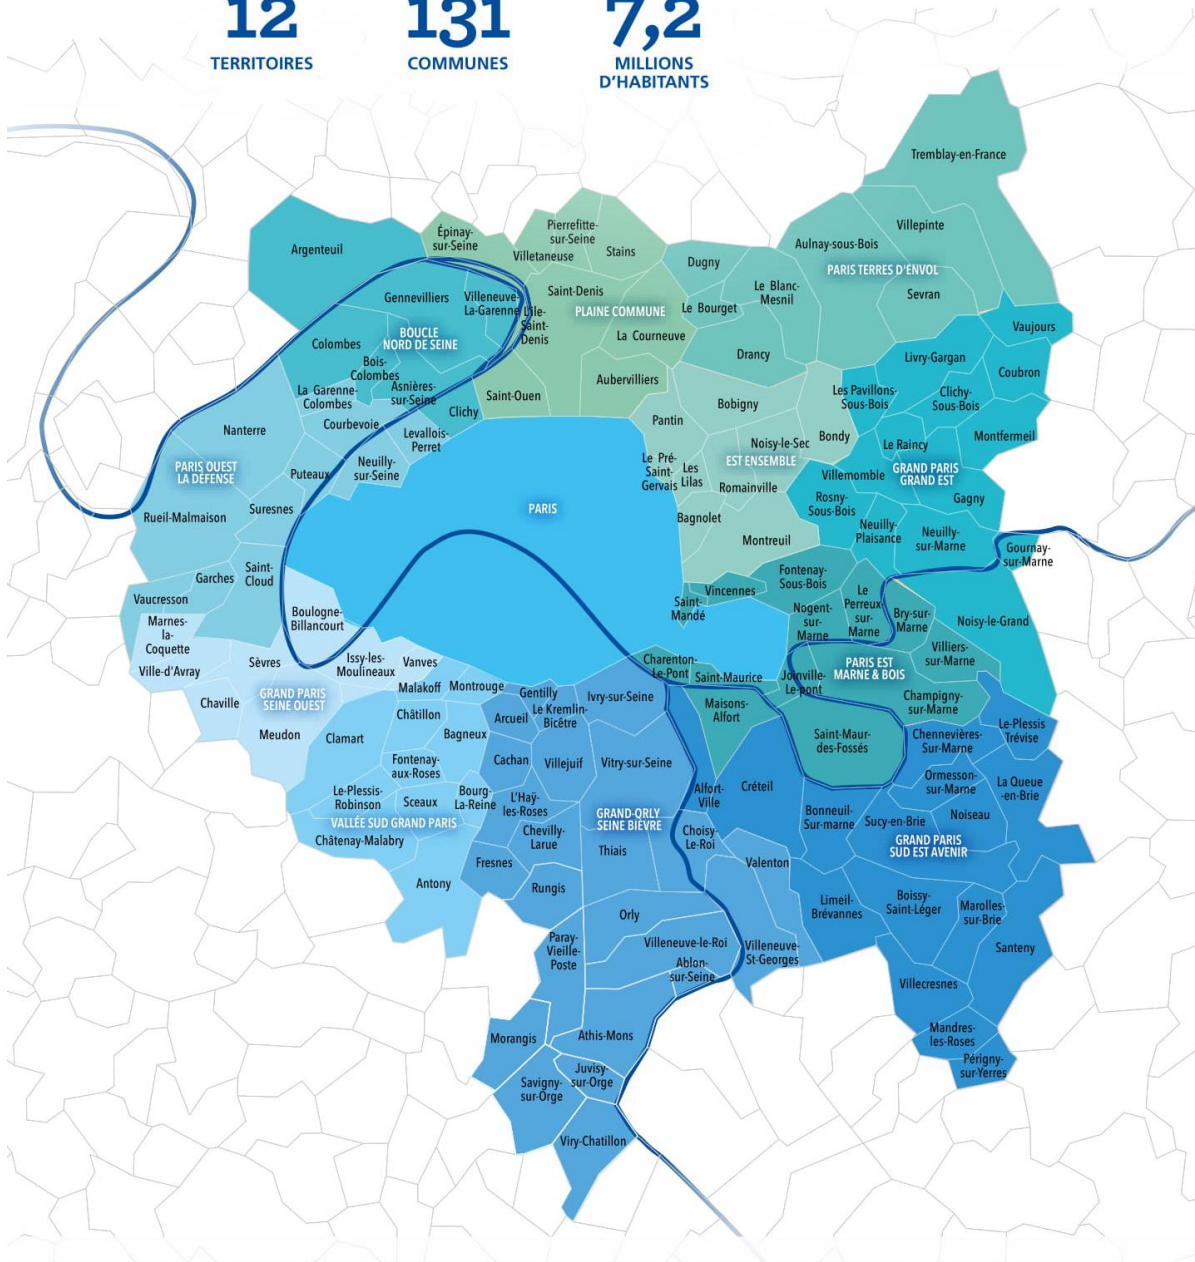 12
TERRITOIRES
131
COMMUNES
7,2
MILLIONS
D'HABITANTS
Tremblay-en-France
Villepinte
Aulnay-sous-Bois
PARIS TERRES D'ENVOL
Sevran
Dugny
Le Blanc-
Mesnil
Le Bourget
Drancy
Argenteuil
Épinay-
sur-Seine
Pierrefitte-
sur-Seine
Villetaneuse
Stains
Saint-Denis
PLAINE COMMUNE
L'Ile-
Saint-
Denis
La Courneuve
Aubervilliers
Saint-Ouen
Gennevilliers
Villeneuve-
La-Garenne
BOUCLE
NORD DE SEINE
Colombes
Bois-
Colombes
Asnières-
sur-Seine
Clichy
La Garenne-
Colombes
Courbevoie
Levallois-
Perret
Nanterre
PARIS OUEST
LA DEFENSE
Puteaux
Neuilly-
sur-Seine
Suresnes
Rueil-Malmaison
Garches
Saint-
Cloud
Vaucresson
Vaujours
Livry-Gargan
Coubron
Les Pavillons-
Sous-Bois
Clichy-
Sous-Bois
Montfermeil
Le Raincy
GRAND PARIS
GRAND EST
Villemomble
Gagny
Rosny-
Sous-Bois
Neuilly-
Plaisance
Neuilly-
sur-Marne
Gournay-
sur-Marne
Noisy-le-Grand
Pantin
Bobigny
Noisy-le-Sec
Bondy
EST ENSEMBLE
Le Pré-
Saint-
Gervais
Les
Lilas
Romainville
Bagnolet
Montreuil
PARIS
Fontenay-
Sous-Bois
Vincennes
Saint-
Mandé
Nogent-
sur-
Marne
Le
Perreux-
sur-
Marne
Bry-sur-
Marne
Villiers-
sur-Marne
PARIS EST
MARNE & BOIS
Charenton-
Le-Pont
Saint-Maurice
Joinville-
Le-pont
Champigny-
sur-Marne
Maisons-
Alfort
Saint-Maur-
des-Fossés
Boulogne-
Billancourt
Marnes-
la-
Coquette
Ville-d'Avray
Sèvres
Issy-les-
Moulineaux
Vanves
Chaville
GRAND PARIS
SEINE OUEST
Meudon
Malakoff
Montrouge
Châtillon
Clamart
Bagneux
Fontenay-
aux-Roses
Le-Plessis-
Robinson
Sceaux
Bourg-
La-Reine
VALLÉE SUD GRAND PARIS
Châtenay-Malabry
Antony
Gentilly
Ivry-sur-Seine
Arcueil
Le Kremlin-
Bicêtre
Cachan
Villejuif
Vitry-sur-Seine
L'Haÿ-
les-Roses
GRAND-ORLY
SEINE BIÈVRE
Chevilly-
Larue
Thiais
Choisy-
Le-Roi
Fresnes
Rungis
Valenton
Orly
Villeneuve-le-Roi
Villeneuve-
St-Georges
Ablon-
sur-Seine
Paray-
Vieille-
Poste
Morangis
Athis-Mons
Savigny-
sur-Orge
Juvisy-
sur-Orge
Viry-Chatillon
Alfort-
Ville
Créteil
Chennevières-
Sur-Marne
Le-Plessis
Trévise
Ormesson-
sur-Marne
La Queue
-en-Brie
Bonneuil-
Sur-marne
Sucy-en-Brie
Noiseau
GRAND PARIS
SUD EST AVENIR
Limeil-
Brévannes
Boissy-
Saint-Léger
Marolles-
sur-Brie
Santeny
Villecresnes
Mandres-
les-Roses
Périgny-
sur-Yerres